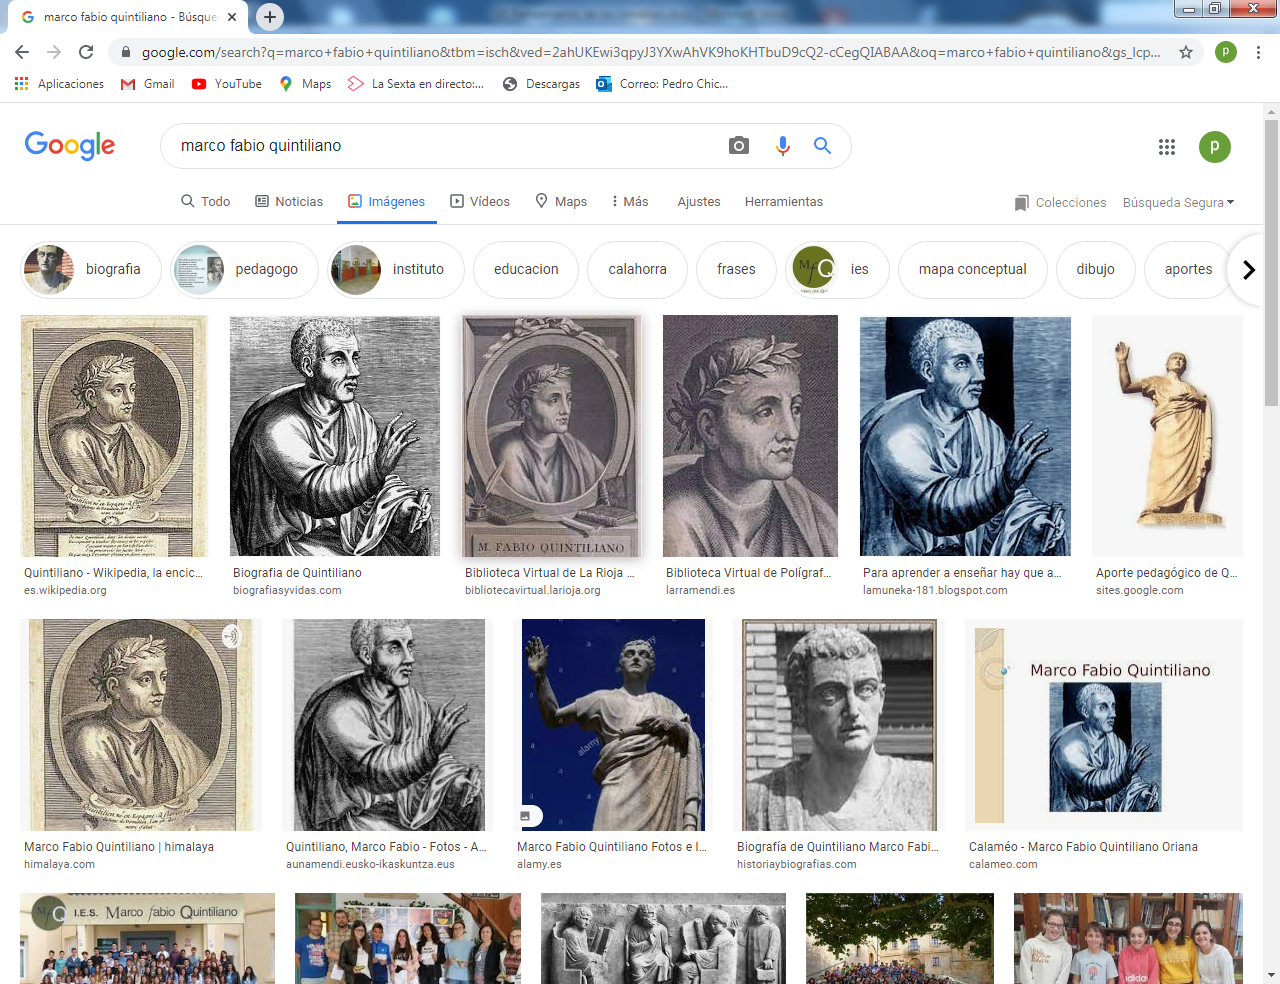 marco fabio quintiliano - Búsque
google.com/search?q=marco+fabio+quintiliano&tbm=isch&ved=2ahUKEwi3qpyJ3YXwAhVK9hoKHTbuD9cQ2-cCegQIABAA&oq=marco+fabio+quintiliano&gs_lcp...
p
Aplicaciones
Gmail
YouTube
Maps
La Sexta en directo:...
Descargas
Correo: Pedro Chic...
Google
marco fabio quintiliano
p
Todo
Noticias
Imágenes
Vídeos
Maps
Más
Ajustes
Herramientas
Colecciones
Búsqueda Segura
biografia
pedagogo
instituto
educacion
calahorra
frases
ies
mapa conceptual
dibujo
aportes
M. FABIO QUINTILIANO
Quintiliano - Wikipedia, la encic...
es.wikipedia.org
Biografia de Quintiliano
biografiasyvidas.com
Biblioteca Virtual de La Rioja ...
bibliotecavirtual.larioja.org
Biblioteca Virtual de Polígraf...
larramendi.es
Para aprender a enseñar hay que a...
lamuneka-181.blogspot.com
Aporte pedagógico de Q...
sites.google.com
alamy
Marco Fabio Quintiliano
Marco Fabio Quintiliano | himalaya
himalaya.com
Quintiliano, Marco Fabio - Fotos - A...
aunamendi.eusko-ikaskuntza.eus
Marco Fabio Quintiliano Fotos e I...
alamy.es
Biografía de Quintiliano Marco Fabi...
historiaybiografias.com
Calaméo - Marco Fabio Quintiliano Oriana
calameo.com
I.E.S. Marco fabio Quintiliano